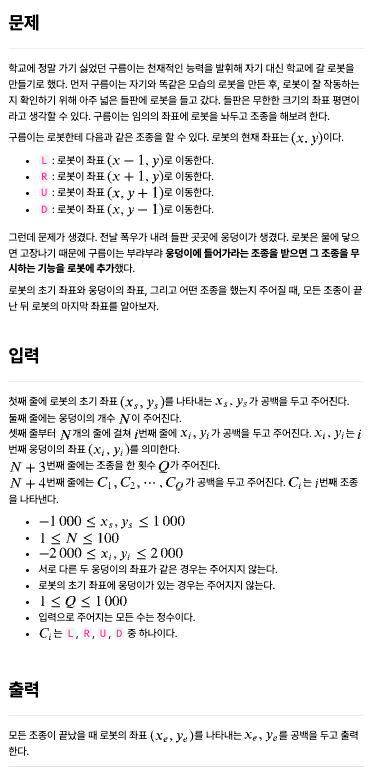 문제
학교에 정말 가기 싫었던 구름이는 천재적인 능력을 발휘해 자기 대신 학교에 갈 로봇을
만들기로 했다. 먼저 구름이는 자기와 똑같은 모습의 로봇을 만든 후, 로봇이 잘 작동하는
지 확인하기 위해 아주 넓은 들판에 로봇을 들고 갔다. 들판은 무한한 크기의 좌표 평면이
라고 생각할 수 있다. 구름이는 임의의 좌표에 로봇을 놔두고 조종을 해보려 한다.
구름이는 로봇한테 다음과 같은 조종을 할 수 있다. 로봇의 현재 좌표는 (x, y)이다.
• L : 로봇이 좌표 (x − 1, y)로 이동한다.
• R : 로봇이 좌표 (x + 1, y)로 이동한다.
• U : 로봇이 좌표 (x, y + 1)로 이동한다.
• D : 로봇이 좌표 (x, y − 1)로 이동한다.
그런데 문제가 생겼다. 전날 폭우가 내려 들판 곳곳에 웅덩이가 생겼다. 로봇은 물에 닿으
면 고장나기 때문에 구름이는 부랴부랴 웅덩이에 들어가라는 조종을 받으면 그 조종을 무
시하는 기능을 로봇에 추가했다.
로봇의 초기 좌표와 웅덩이의 좌표, 그리고 어떤 조종을 했는지 주어질 때, 모든 조종이 끝
난 뒤 로봇의 마지막 좌표를 알아보자.
입력
첫째 줄에 로봇의 초기 좌표 (x_s, y_s)를 나타내는 x_s, y_s가 공백을 두고 주어진다.
둘째 줄에는 웅덩이의 개수 N이 주어진다.
셋째 줄부터 N개의 줄에 걸쳐 i번째 줄에 x_i, y_i가 공백을 두고 주어진다. x_i, y_i는 i
번째 웅덩이의 좌표 (x_i, y_i)를 의미한다.
N + 3번째 줄에는 조종을 한 횟수 Q가 주어진다.
N + 4번째 줄에는 C_1, C_2, ⋯, C_Q가 공백을 두고 주어진다. C_i는 i번째 조종
을 나타낸다.
• −1 000 ≤ x_s, y_s ≤ 1 000
• 1 ≤ N ≤ 100
• −2 000 ≤ x_i, y_i ≤ 2 000
• 서로 다른 두 웅덩이의 좌표가 같은 경우는 주어지지 않는다.
• 로봇의 초기 좌표에 웅덩이가 있는 경우는 주어지지 않는다.
• 1 ≤ Q ≤ 1 000
• 입력으로 주어지는 모든 수는 정수이다.
• C_i는 L, R, U, D 중 하나이다.
출력
모든 조종이 끝났을 때 로봇의 좌표 (x_e, y_e)를 나타내는 x_e, y_e를 공백을 두고 출력
한다.